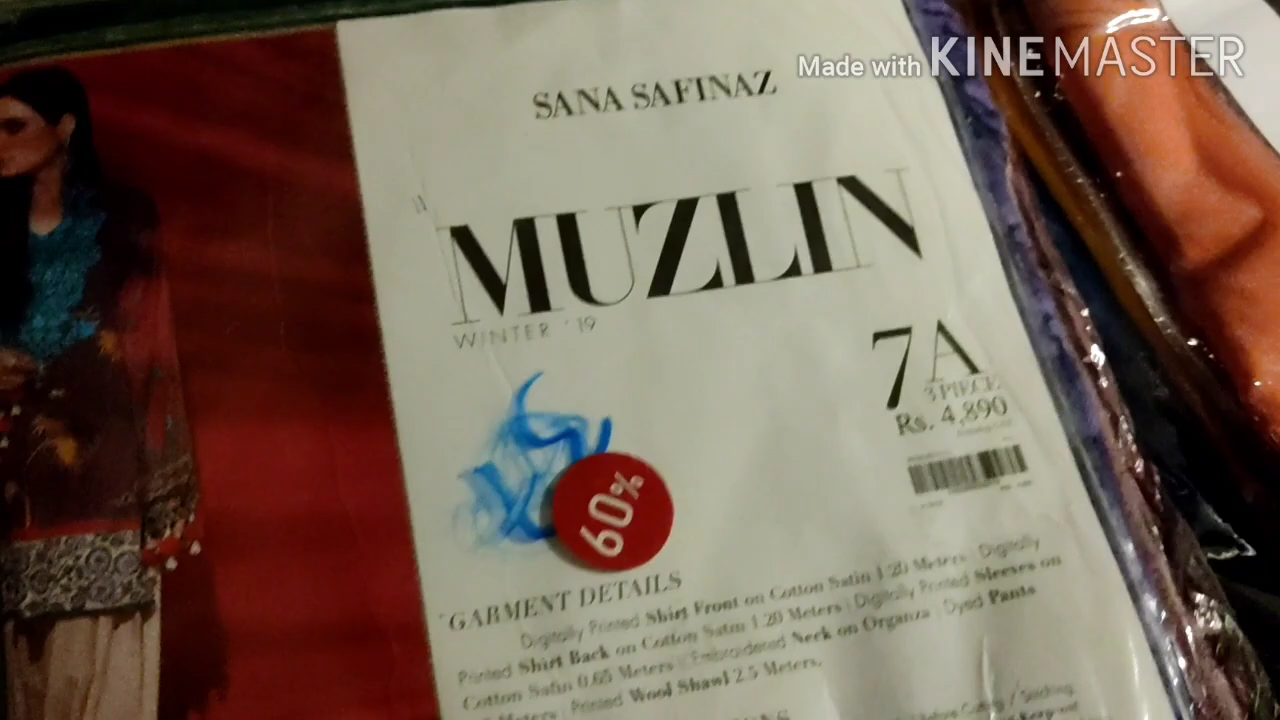 Made with KINEMASTER
SANA SAFINAZ
MUZLIN
WINTER '19
7A
3 PIECE
Rs. 4,890
60%
GARMENT DETAILS
Digitally Printed Shirt Front on Cotton Satin 1.20 Meters | Digitally
Printed Shirt Back on Cotton Satin 1.20 Meters | Digitally Printed Sleeves on
Cotton Satin 0.65 Meters | Embroidered Neck on Organza | Dyed Pants
Meters | Printed Wool Shawl 2.5 Meters.
Before Cutting / Stitching